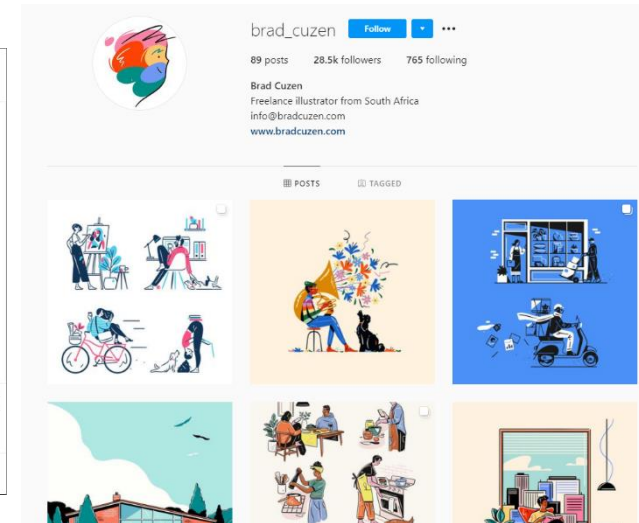 brad_cuzen Follow
89 posts 28.5k followers 765 following
Brad Cuzen
Freelance illustrator from South Africa
info@bradcuzen.com
www.bradcuzen.com
POSTS TAGGED